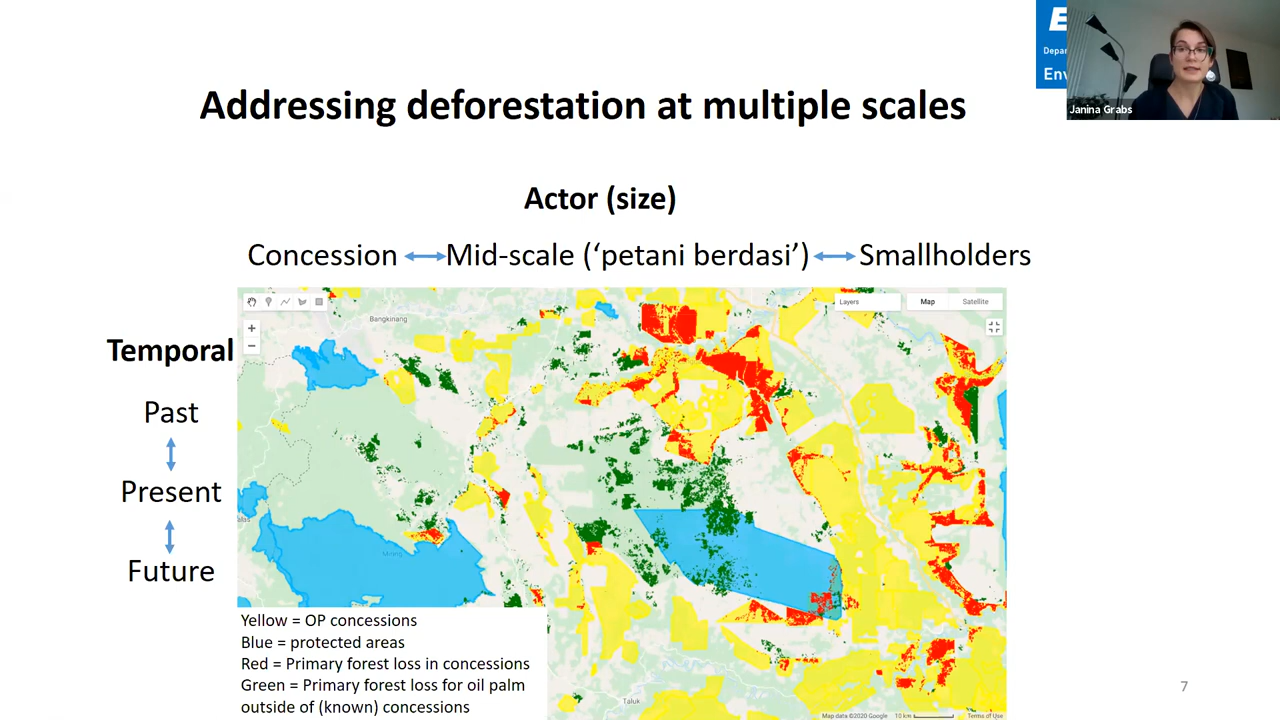 E
Depar
Env
Janina Grabs
Addressing deforestation at multiple scales
Actor (size)
Concession
Mid-scale (‘petani berdasi’)
Smallholders
Temporal
Past
Present
Future
Layers
Map
Satellite
+
−
Bangkinang
Taluk
Map data ©2020 Google
10 km
Terms of Use
Yellow = OP concessions
Blue = protected areas
Red = Primary forest loss in concessions
Green = Primary forest loss for oil palm
outside of (known) concessions
7